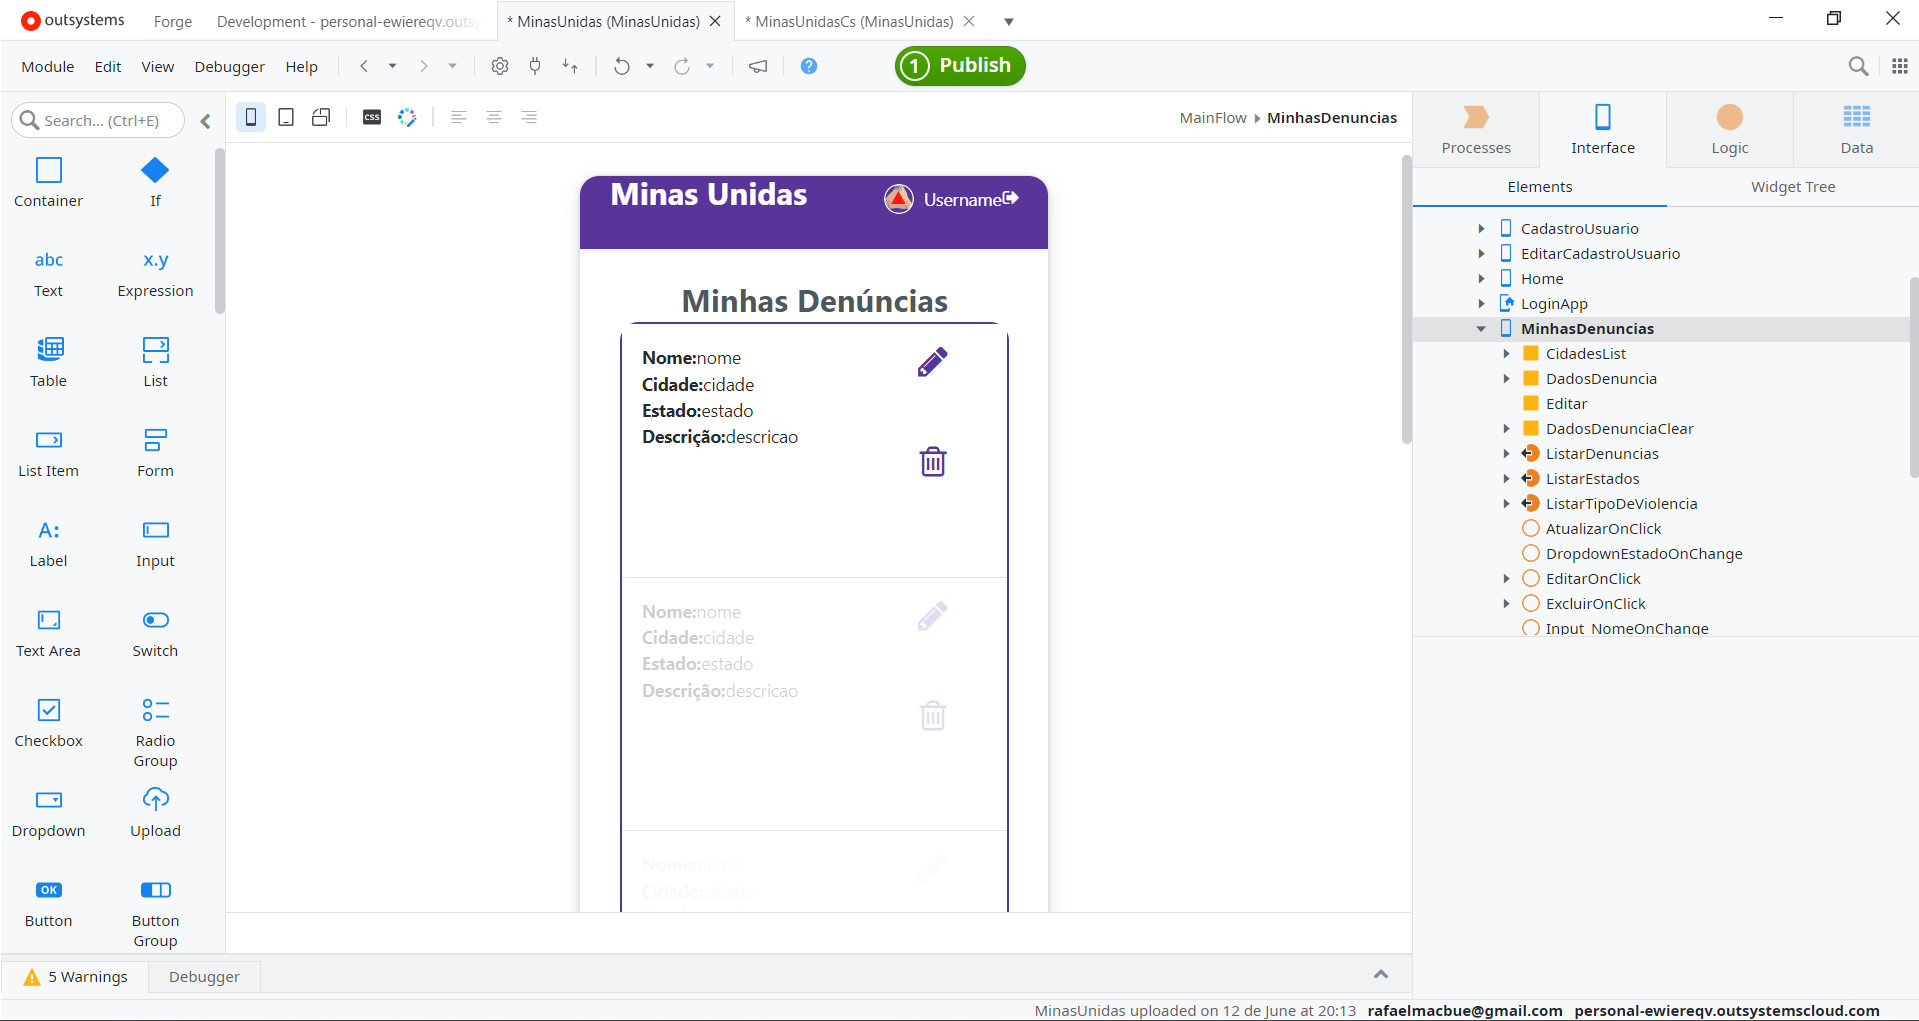 outsystems
Forge
Development - personal-ewiereqv.outsy
* MinasUnidas (MinasUnidas)
* MinasUnidasCs (MinasUnidas)
Module Edit View Debugger Help
?
1 Publish
Search... (Ctrl+E)
CSS
MainFlow MinhasDenuncias
Container
If
abc
Text
x.y
Expression
Table
List
List Item
Form
A:
Label
Input
Text Area
Switch
Checkbox
Radio
Group
Dropdown
Upload
OK
Button
Button
Group
Minas Unidas
Username
Minhas Denúncias
Nome:nome
Cidade:cidade
Estado:estado
Descrição:descricao
Nome:nome
Cidade:cidade
Estado:estado
Descrição:descricao
Nome:nome
Cidade:cidade
Processes
Interface
Logic
Data
Elements
Widget Tree
CadastroUsuario
EditarCadastroUsuario
Home
LoginApp
MinhasDenuncias
CidadesList
DadosDenuncia
Editar
DadosDenunciaClear
ListarDenuncias
ListarEstados
ListarTipoDeViolencia
AtualizarOnClick
DropdownEstadoOnChange
EditarOnClick
ExcluirOnClick
Input_NomeOnChange
5 Warnings
Debugger
MinasUnidas uploaded on 12 de June at 20:13 rafaelmacbue@gmail.com personal-ewiereqv.outsystemscloud.com